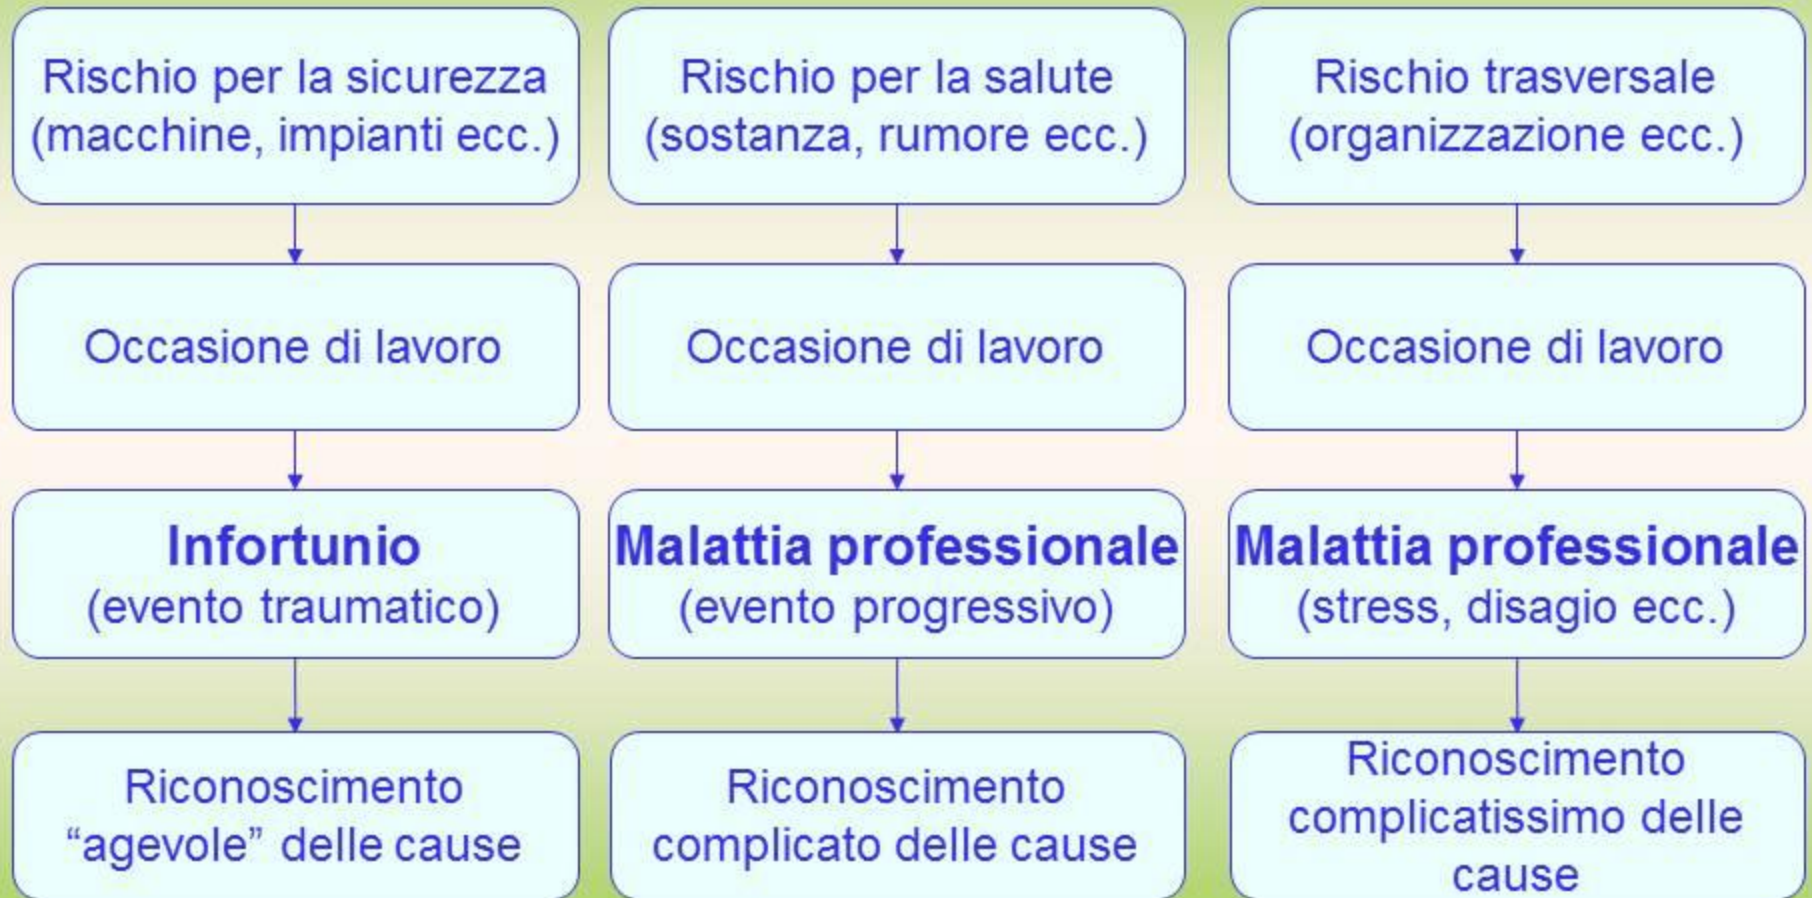 Rischio per la sicurezza
(macchine, impianti ecc.)
Rischio per la salute
(sostanza, rumore ecc.)
Rischio trasversale
(organizzazione ecc.)
Occasione di lavoro
Occasione di lavoro
Occasione di lavoro
Infortunio
(evento traumatico)
Malattia professionale
(evento progressivo)
Malattia professionale
(stress, disagio ecc.)
Riconoscimento
“agevole” delle cause
Riconoscimento
complicato delle cause
Riconoscimento
complicatissimo delle
cause